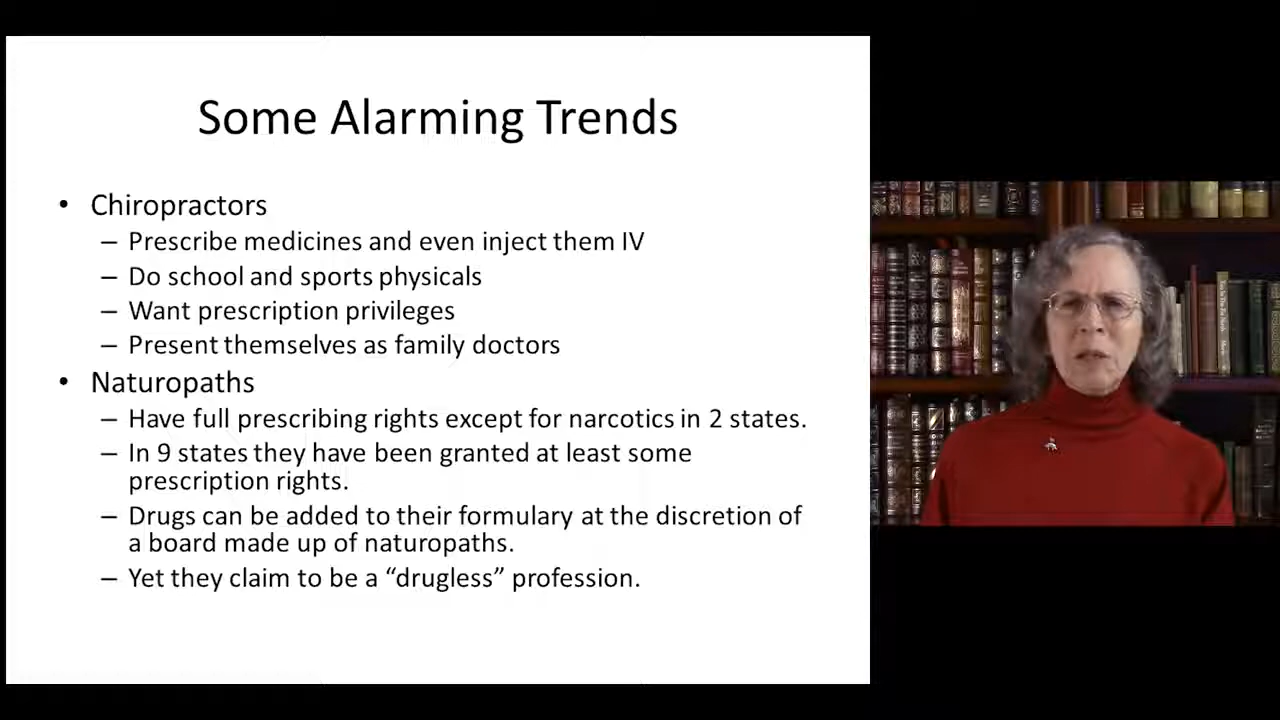 Some Alarming Trends
• Chiropractors
– Prescribe medicines and even inject them IV
– Do school and sports physicals
– Want prescription privileges
– Present themselves as family doctors
• Naturopaths
– Have full prescribing rights except for narcotics in 2 states.
– In 9 states they have been granted at least some
prescription rights.
– Drugs can be added to their formulary at the discretion of
a board made up of naturopaths.
– Yet they claim to be a “drugless” profession.